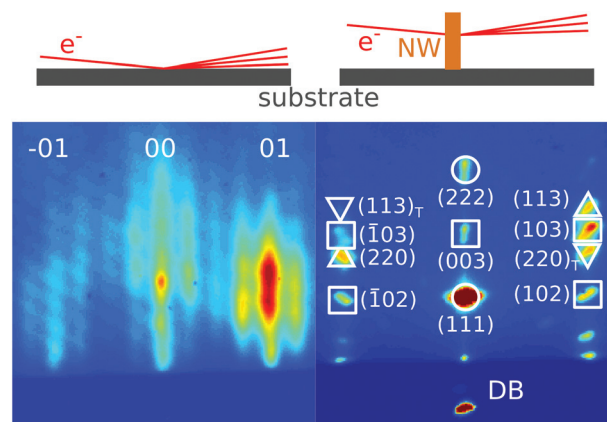 e-
e-
NW
substrate
-01 00 01
(113)T
(222)
(113)
(1̄03)
(103)
(220)
(003)
(220)T
(1̄02)
(102)
(111)
DB